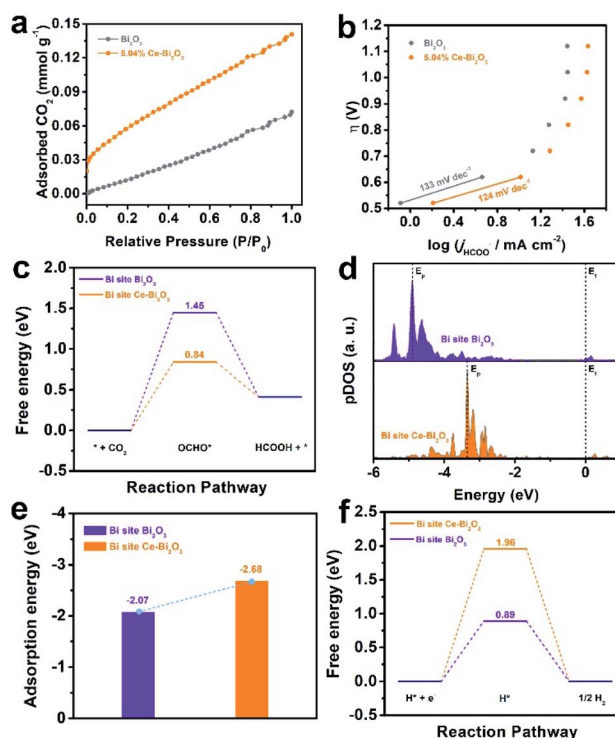 a
Adsorbed CO₂ (mmol g⁻¹)
0.15
0.12
0.09
0.06
0.03
0.00
Bi₂O₃
5.04% Ce-Bi₂O₃
0.0 0.2 0.4 0.6 0.8 1.0
Relative Pressure (P/P₀)
b
η (V)
1.2
1.1
1.0
0.9
0.8
0.7
0.6
0.5
Bi₂O₃
5.04% Ce-Bi₂O₃
133 mV dec⁻¹
124 mV dec⁻¹
0.0 0.5 1.0 1.5 2.0
log (j HCOO⁻ / mA cm⁻²)
c
Free energy (eV)
2.0
1.5
1.0
0.5
0.0
-0.5
Bi site Bi₂O₃
Bi site Ce-Bi₂O₃
1.45
0.84
* + CO₂ OCHO* HCOOH + *
Reaction Pathway
d
pDOS (a. u.)
Eₚ
E_f
Bi site Bi₂O₃
Eₚ
E_f
Bi site Ce-Bi₂O₃
-6 -4 -2 0 2
Energy (eV)
e
Adsorption energy (eV)
-4
-3
-2
-1
0
Bi site Bi₂O₃
Bi site Ce-Bi₂O₃
-2.07
-2.68
f
Free energy (eV)
2.5
2.0
1.5
1.0
0.5
0.0
-0.5
Bi site Ce-Bi₂O₃
Bi site Bi₂O₃
1.96
0.89
H⁺ + e⁻ H* 1/2 H₂
Reaction Pathway